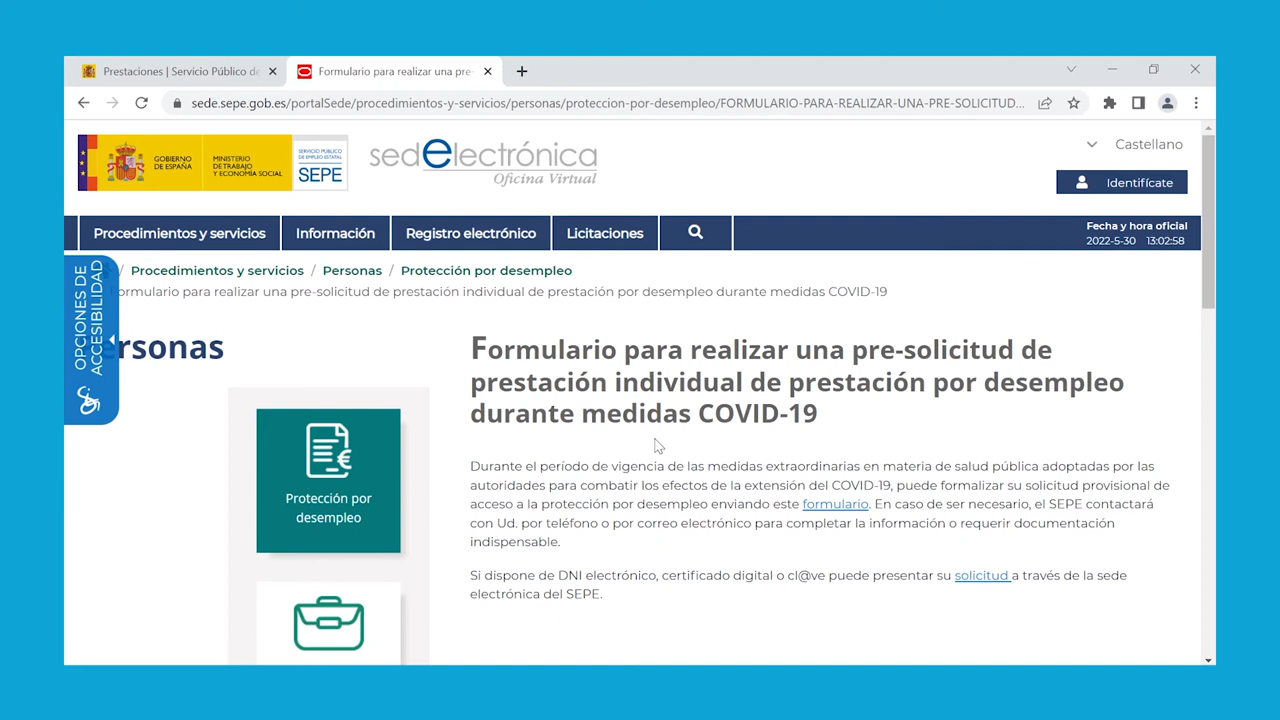 Prestaciones | Servicio Público de
Formulario para realizar una pre-
sede.sepe.gob.es/portalSede/procedimientos-y-servicios/personas/proteccion-por-desempleo/FORMULARIO-PARA-REALIZAR-UNA-PRE-SOLICITUD...
GOBIERNO
DE ESPAÑA
MINISTERIO
DE TRABAJO
Y ECONOMÍA SOCIAL
SERVICIO PÚBLICO
DE EMPLEO ESTATAL
SEPE
sedelectrónica
Oficina Virtual
Castellano
Identifícate
Procedimientos y servicios
Información
Registro electrónico
Licitaciones
Fecha y hora oficial
2022-5-30 13:02:58
OPCIONES DE
ACCESIBILIDAD
/ Procedimientos y servicios / Personas / Protección por desempleo
ormulario para realizar una pre-solicitud de prestación individual de prestación por desempleo durante medidas COVID-19
rsonas
Protección por
desempleo
Formulario para realizar una pre-solicitud de
prestación individual de prestación por desempleo
durante medidas COVID-19
Durante el período de vigencia de las medidas extraordinarias en materia de salud pública adoptadas por las
autoridades para combatir los efectos de la extensión del COVID-19, puede formalizar su solicitud provisional de
acceso a la protección por desempleo enviando este formulario. En caso de ser necesario, el SEPE contactará
con Ud. por teléfono o por correo electrónico para completar la información o requerir documentación
indispensable.
Si dispone de DNI electrónico, certificado digital o cl@ve puede presentar su solicitud a través de la sede
electrónica del SEPE.